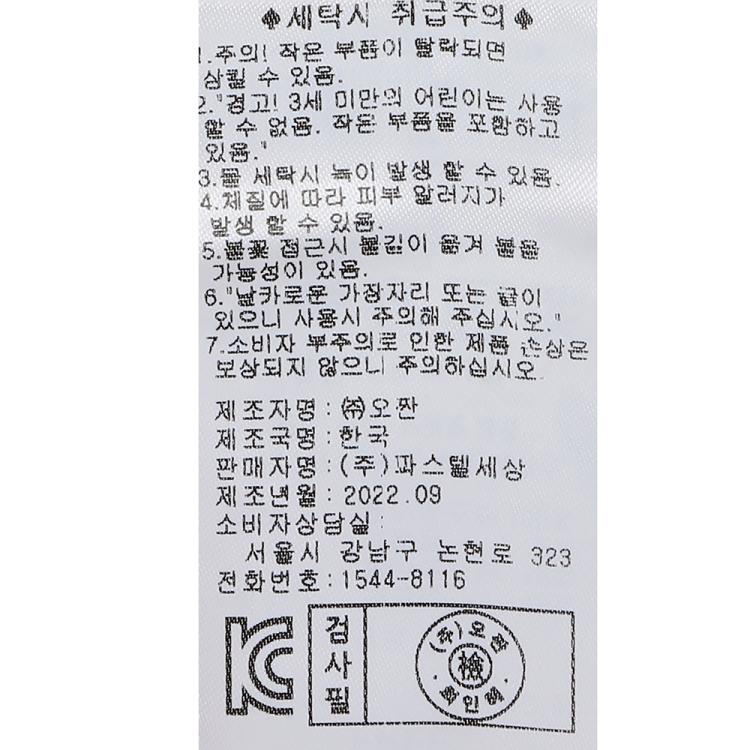 ♠세탁시 취급주의♠
1.주의! 작은 부품이 탈락되면
삼킬 수 있음.
2."경고! 3세 미만의 어린이는 사용
할 수 없음. 작은 부품을 포함하고
있음."
3.물 세탁시 녹이 발생 할 수 있음.
4.체질에 따라 피부 알러지가
발생 할 수 있음.
5.불꽃 접근시 불길이 옮겨 붙을
가능성이 있음.
6."날카로운 가장자리 또는 끝이
있으니 사용시 주의해 주십시오."
7.소비자 부주의로 인한 제품 손상은
보상되지 않으니 주의하십시오.
제조자명:㈜오짠
제조국명:한국
판매자명:(주)파스텔세상
제조년월:2022.09
소비자상담실:
서울시 강남구 논현로 323
전화번호:1544-8116
KC
검사필
(주)오짠
檢
확인백